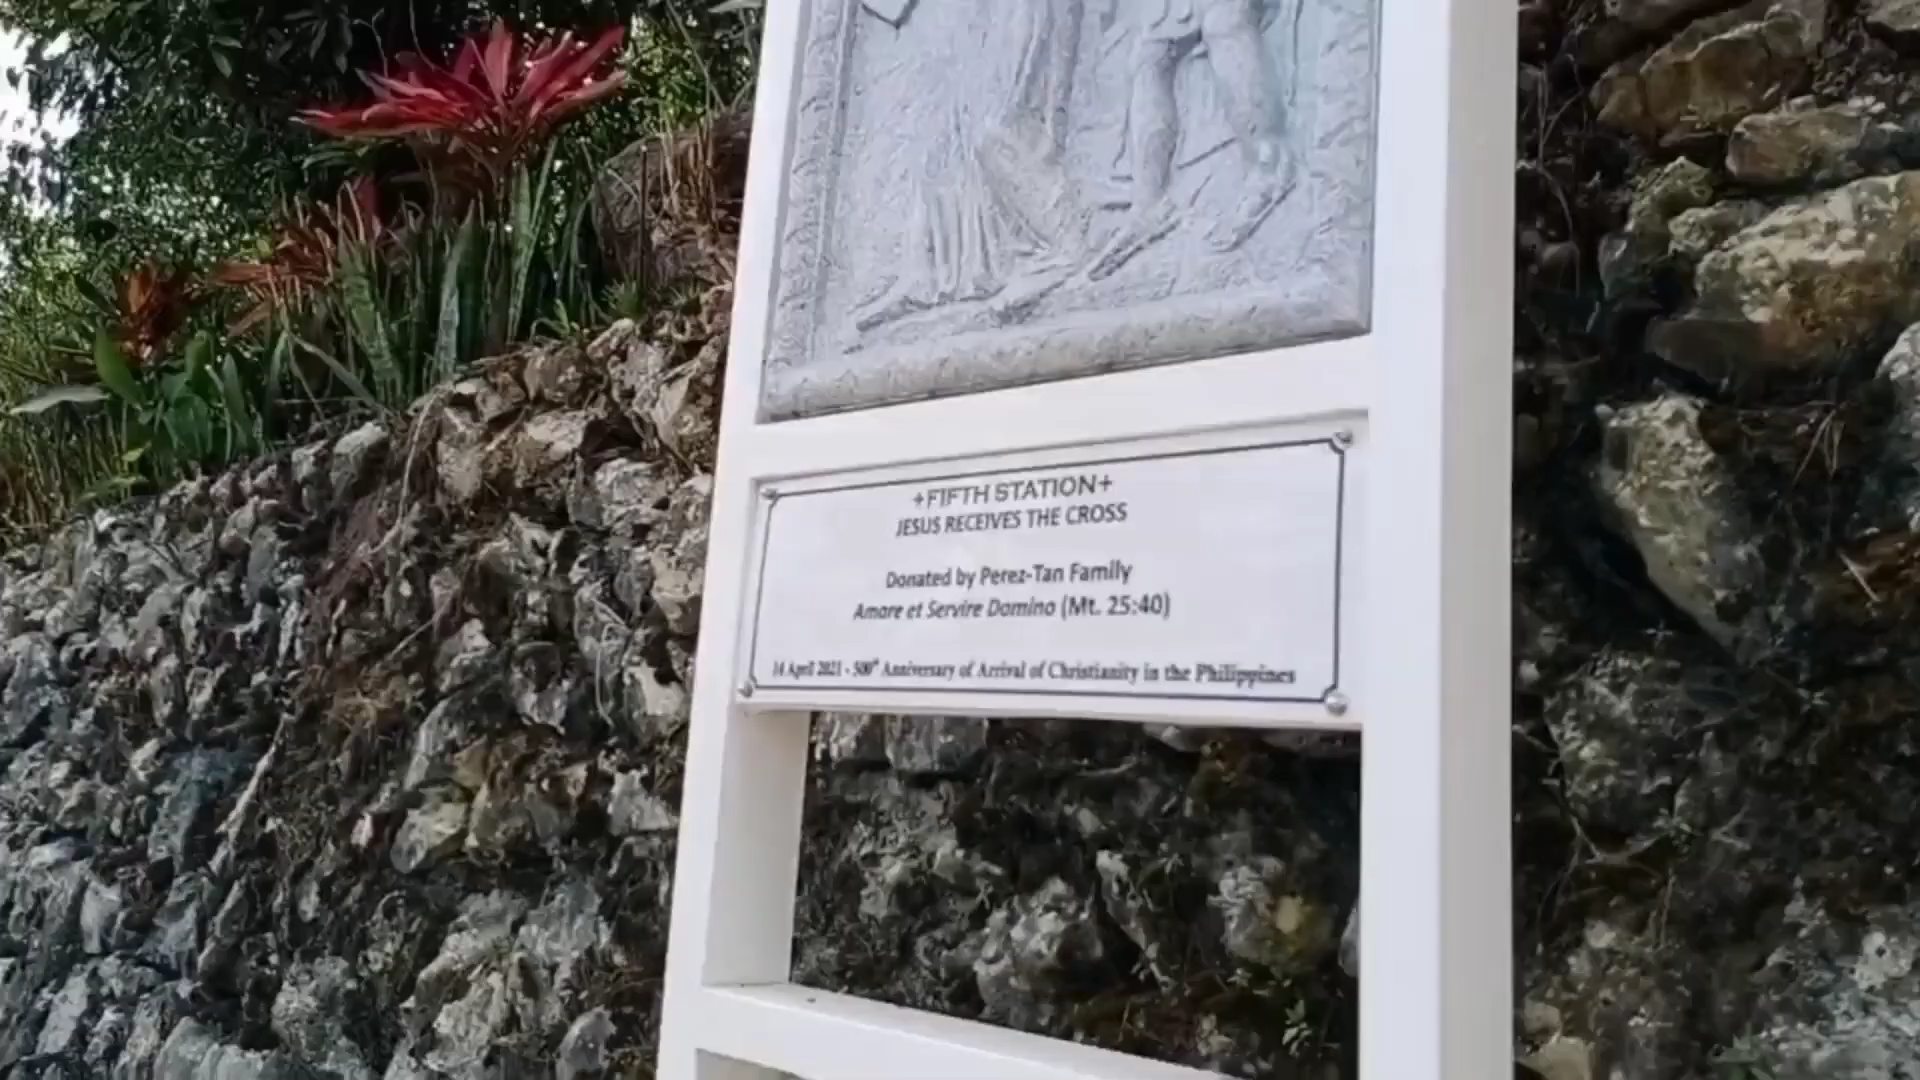 +FIFTH STATION+
JESUS RECEIVES THE CROSS
Donated by Perez-Tan Family
Amare et Servire Domino (Mt. 25:40)
14 April 2021 - 500th Anniversary of Arrival of Christianity in the Philippines